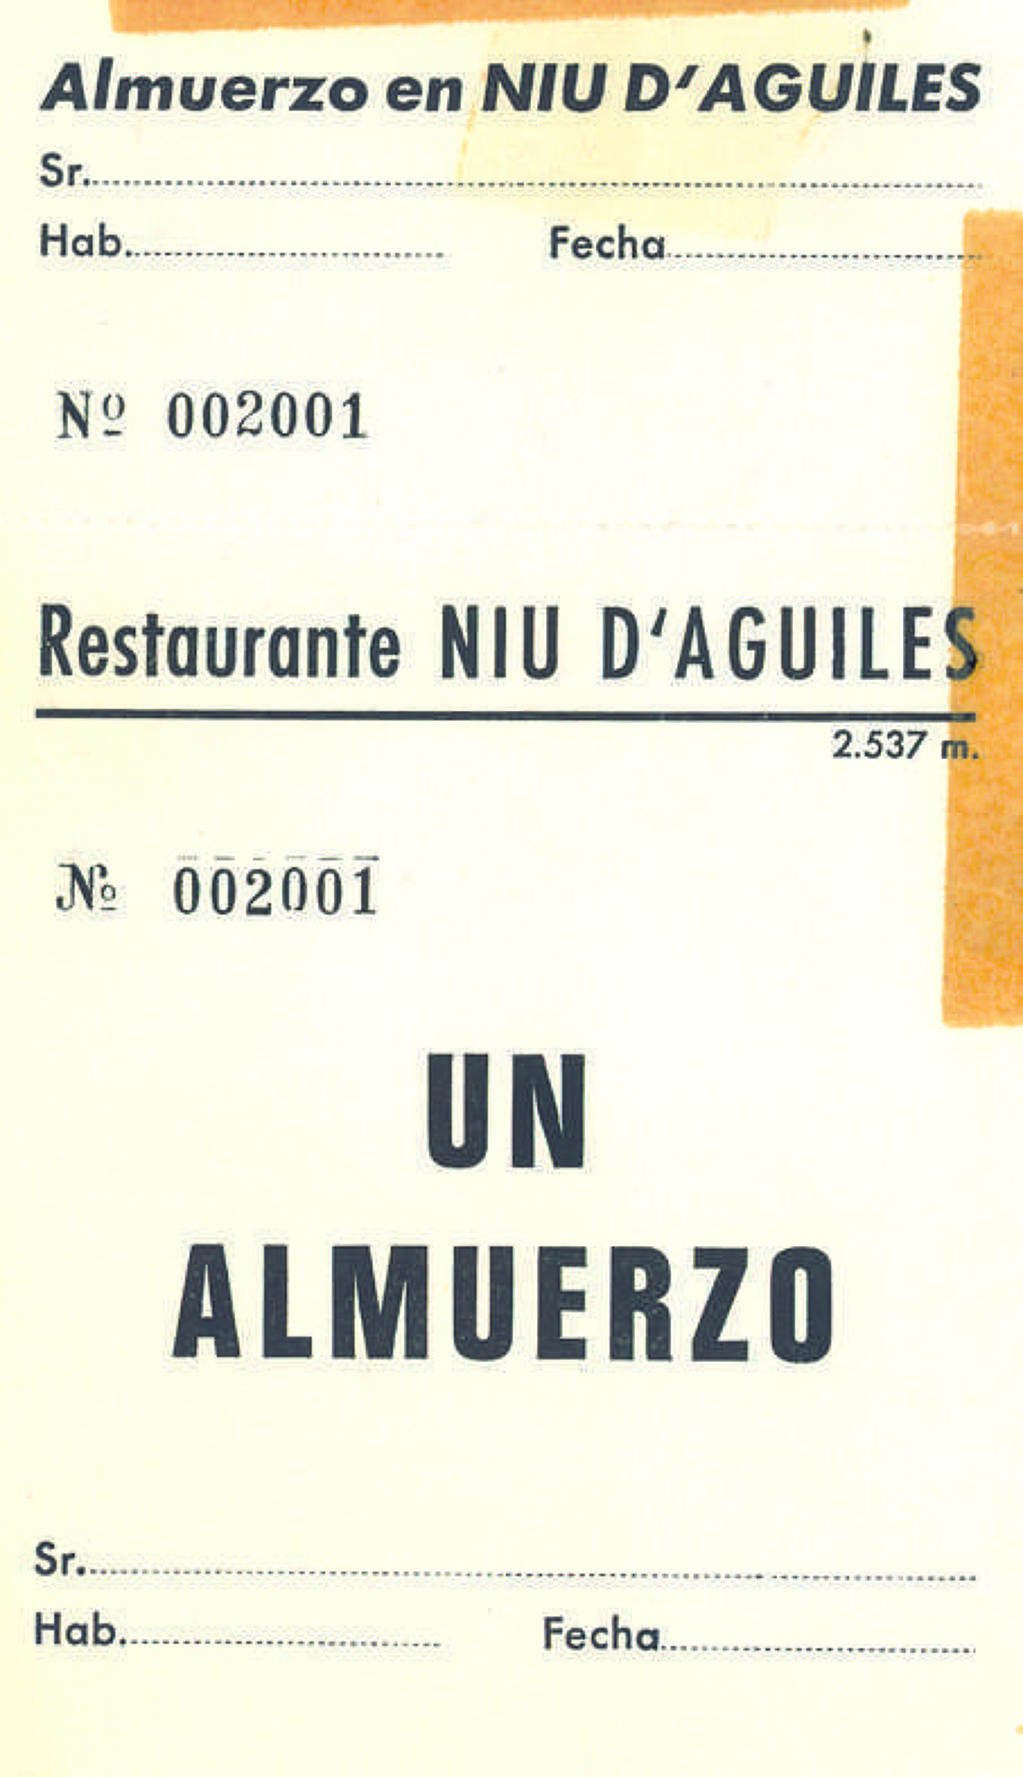 Almuerzo en NIU D'AGUILES
Sr.
Hab. Fecha
Nº 002001
Restaurante NIU D'AGUILES
2.537 m.
Nº 002001
UN
ALMUERZO
Sr.
Hab. Fecha